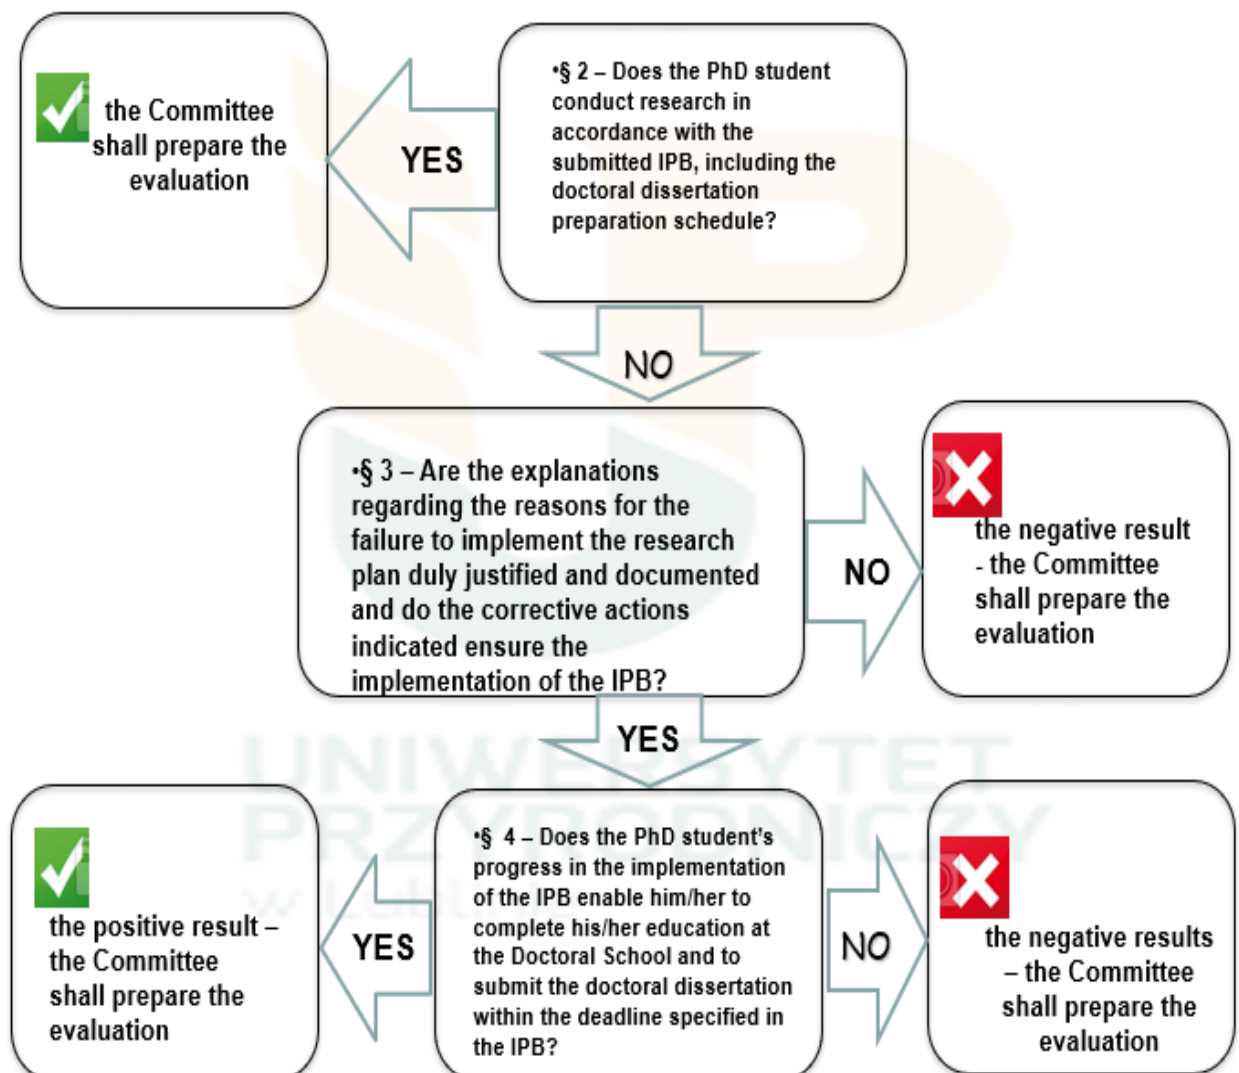 the Committee
shall prepare the
evaluation
YES
•§ 2 – Does the PhD student
conduct research in
accordance with the
submitted IPB, including the
doctoral dissertation
preparation schedule?
NO
•§ 3 – Are the explanations
regarding the reasons for the
failure to implement the research
plan duly justified and documented
and do the corrective actions
indicated ensure the
implementation of the IPB?
NO
the negative result
- the Committee
shall prepare the
evaluation
YES
UNIWERSYTET
PRZYRODNICZY
w Lublinie
the positive result –
the Committee
shall prepare the
evaluation
YES
•§ 4 – Does the PhD student's
progress in the implementation
of the IPB enable him/her to
complete his/her education at
the Doctoral School and to
submit the doctoral dissertation
within the deadline specified in
the IPB?
NO
the negative results
– the Committee
shall prepare the
evaluation